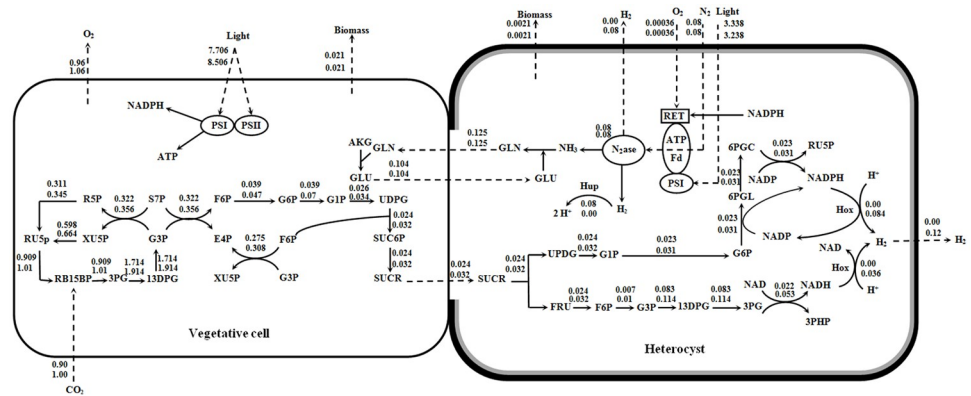 O2
0.96
1.06
Light
7.706
8.506
Biomass
0.021
0.021
NADPH
PSI
PSII
ATP
AKG
GLN
0.125
0.125
GLN
NH3
GLU
0.104
0.104
GLU
0.311
0.345
R5P
0.322
0.356
S7P
0.322
0.356
F6P
0.039
0.047
G6P
0.039
0.07
G1P
0.026
0.034
UDPG
0.024
0.032
RU5p
0.598
0.664
XU5P
G3P
E4P
0.275
0.308
F6P
SUC6P
0.024
0.032
0.909
1.01
RB15BP
0.909
1.01
3PG
1.714
1.914
13DPG
1.714
1.914
XU5P
G3P
SUCR
0.024
0.032
SUCR
Vegetative cell
0.90
1.00
CO2
Biomass
0.0021
0.0021
H2
0.00
0.08
O2
0.00036
0.00036
N2
0.08
0.08
Light
3.338
3.238
RET
NADPH
ATP
Fd
PSI
0.08
0.08
N2ase
Hup
0.08
0.00
2 H+
H2
6PGC
0.023
0.031
RU5P
NADP
0.023
0.031
6PGL
NADPH
0.023
0.031
NADP
G6P
Hox
H+
0.00
0.084
H2
0.00
0.12
H2
0.024
0.032
UPDG
0.024
0.032
G1P
0.023
0.031
NAD
Hox
0.00
0.036
H+
FRU
0.024
0.032
F6P
0.007
0.01
G3P
0.083
0.114
13DPG
0.083
0.114
3PG
NAD
0.022
0.053
NADH
3PHP
Heterocyst